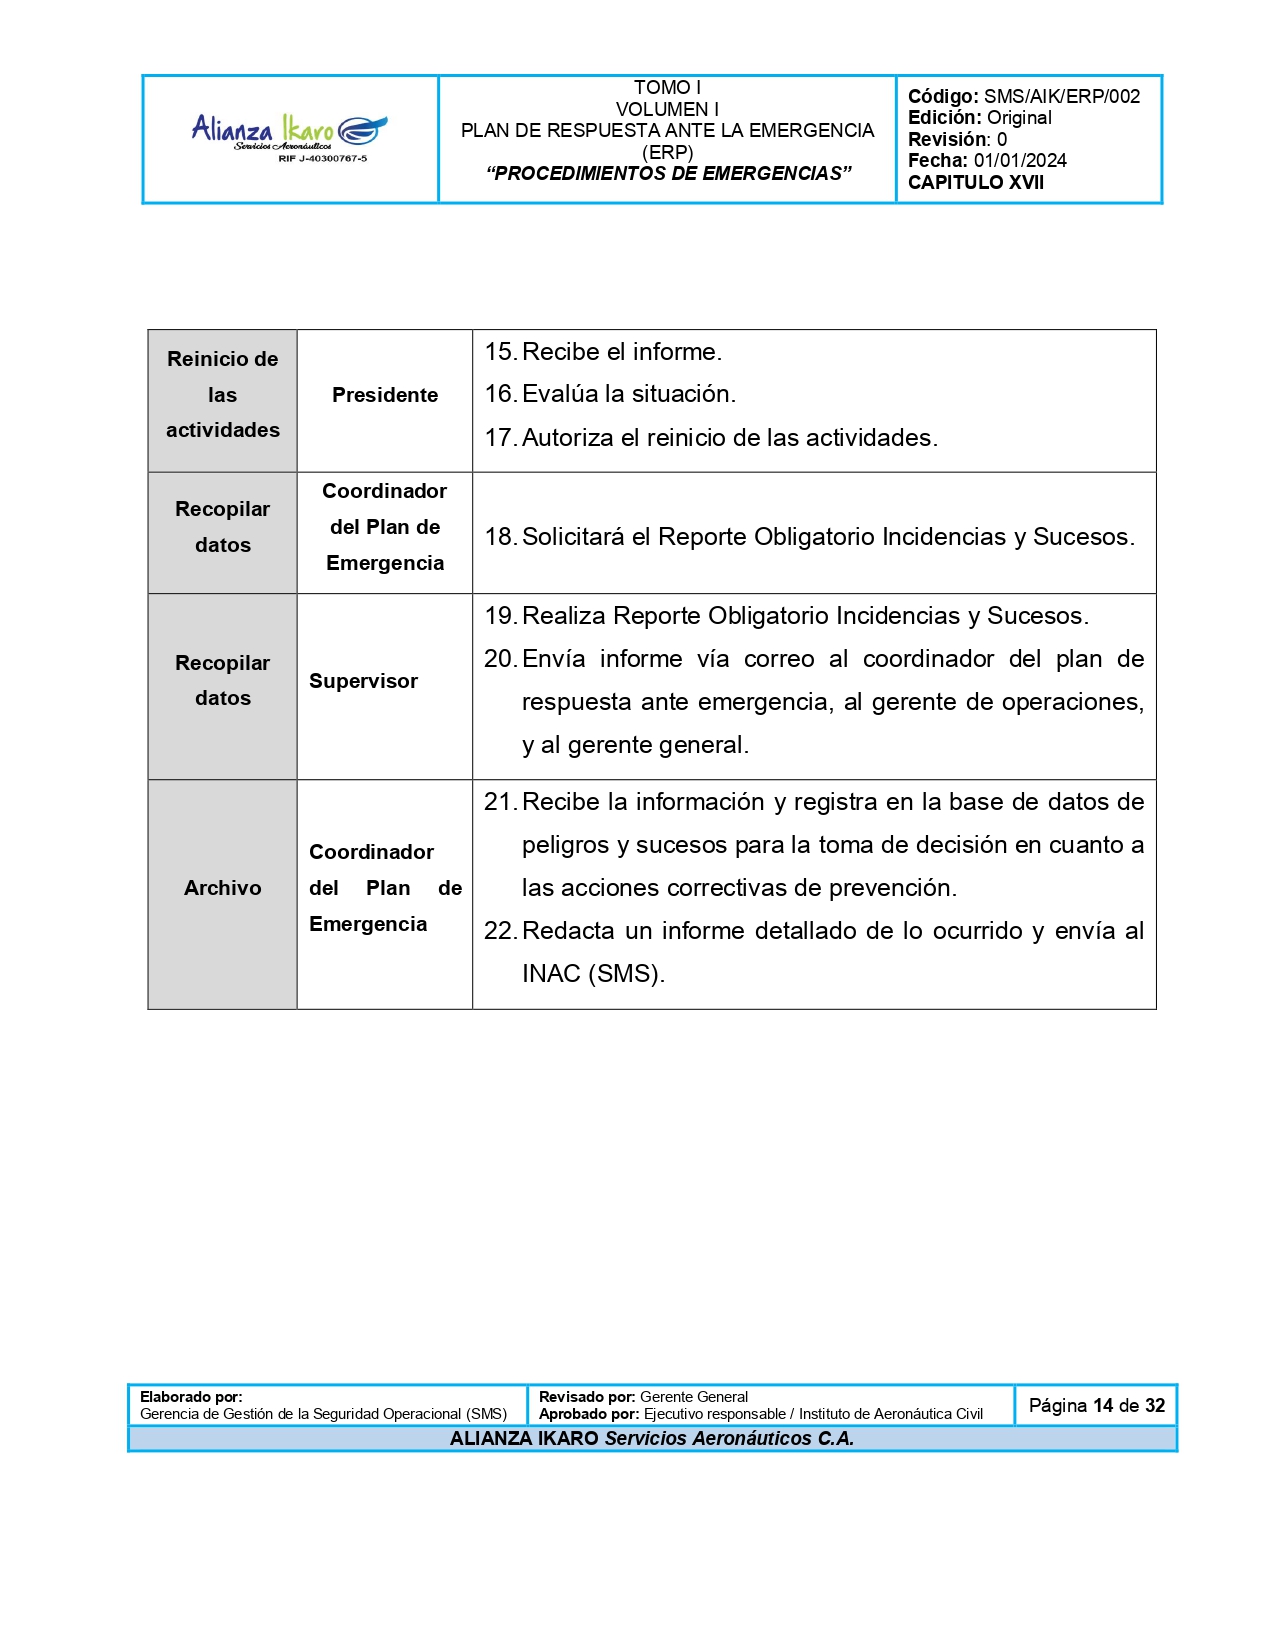 Alianza Ikaro
Servicios Aeronáuticos
RIF J-40300767-5
TOMO I
VOLUMEN I
PLAN DE RESPUESTA ANTE LA EMERGENCIA
(ERP)
“PROCEDIMIENTOS DE EMERGENCIAS”
Código: SMS/AIK/ERP/002
Edición: Original
Revisión: 0
Fecha: 01/01/2024
CAPITULO XVII
Reinicio de
las
actividades
Presidente
15. Recibe el informe.
16. Evalúa la situación.
17. Autoriza el reinicio de las actividades.
Recopilar
datos
Coordinador
del Plan de
Emergencia
18. Solicitará el Reporte Obligatorio Incidencias y Sucesos.
Recopilar
datos
Supervisor
19. Realiza Reporte Obligatorio Incidencias y Sucesos.
20. Envía informe vía correo al coordinador del plan de
respuesta ante emergencia, al gerente de operaciones,
y al gerente general.
Archivo
Coordinador
del Plan de
Emergencia
21. Recibe la información y registra en la base de datos de
peligros y sucesos para la toma de decisión en cuanto a
las acciones correctivas de prevención.
22. Redacta un informe detallado de lo ocurrido y envía al
INAC (SMS).
Elaborado por:
Gerencia de Gestión de la Seguridad Operacional (SMS)
Revisado por: Gerente General
Aprobado por: Ejecutivo responsable / Instituto de Aeronáutica Civil
Página 14 de 32
ALIANZA IKARO Servicios Aeronáuticos C.A.